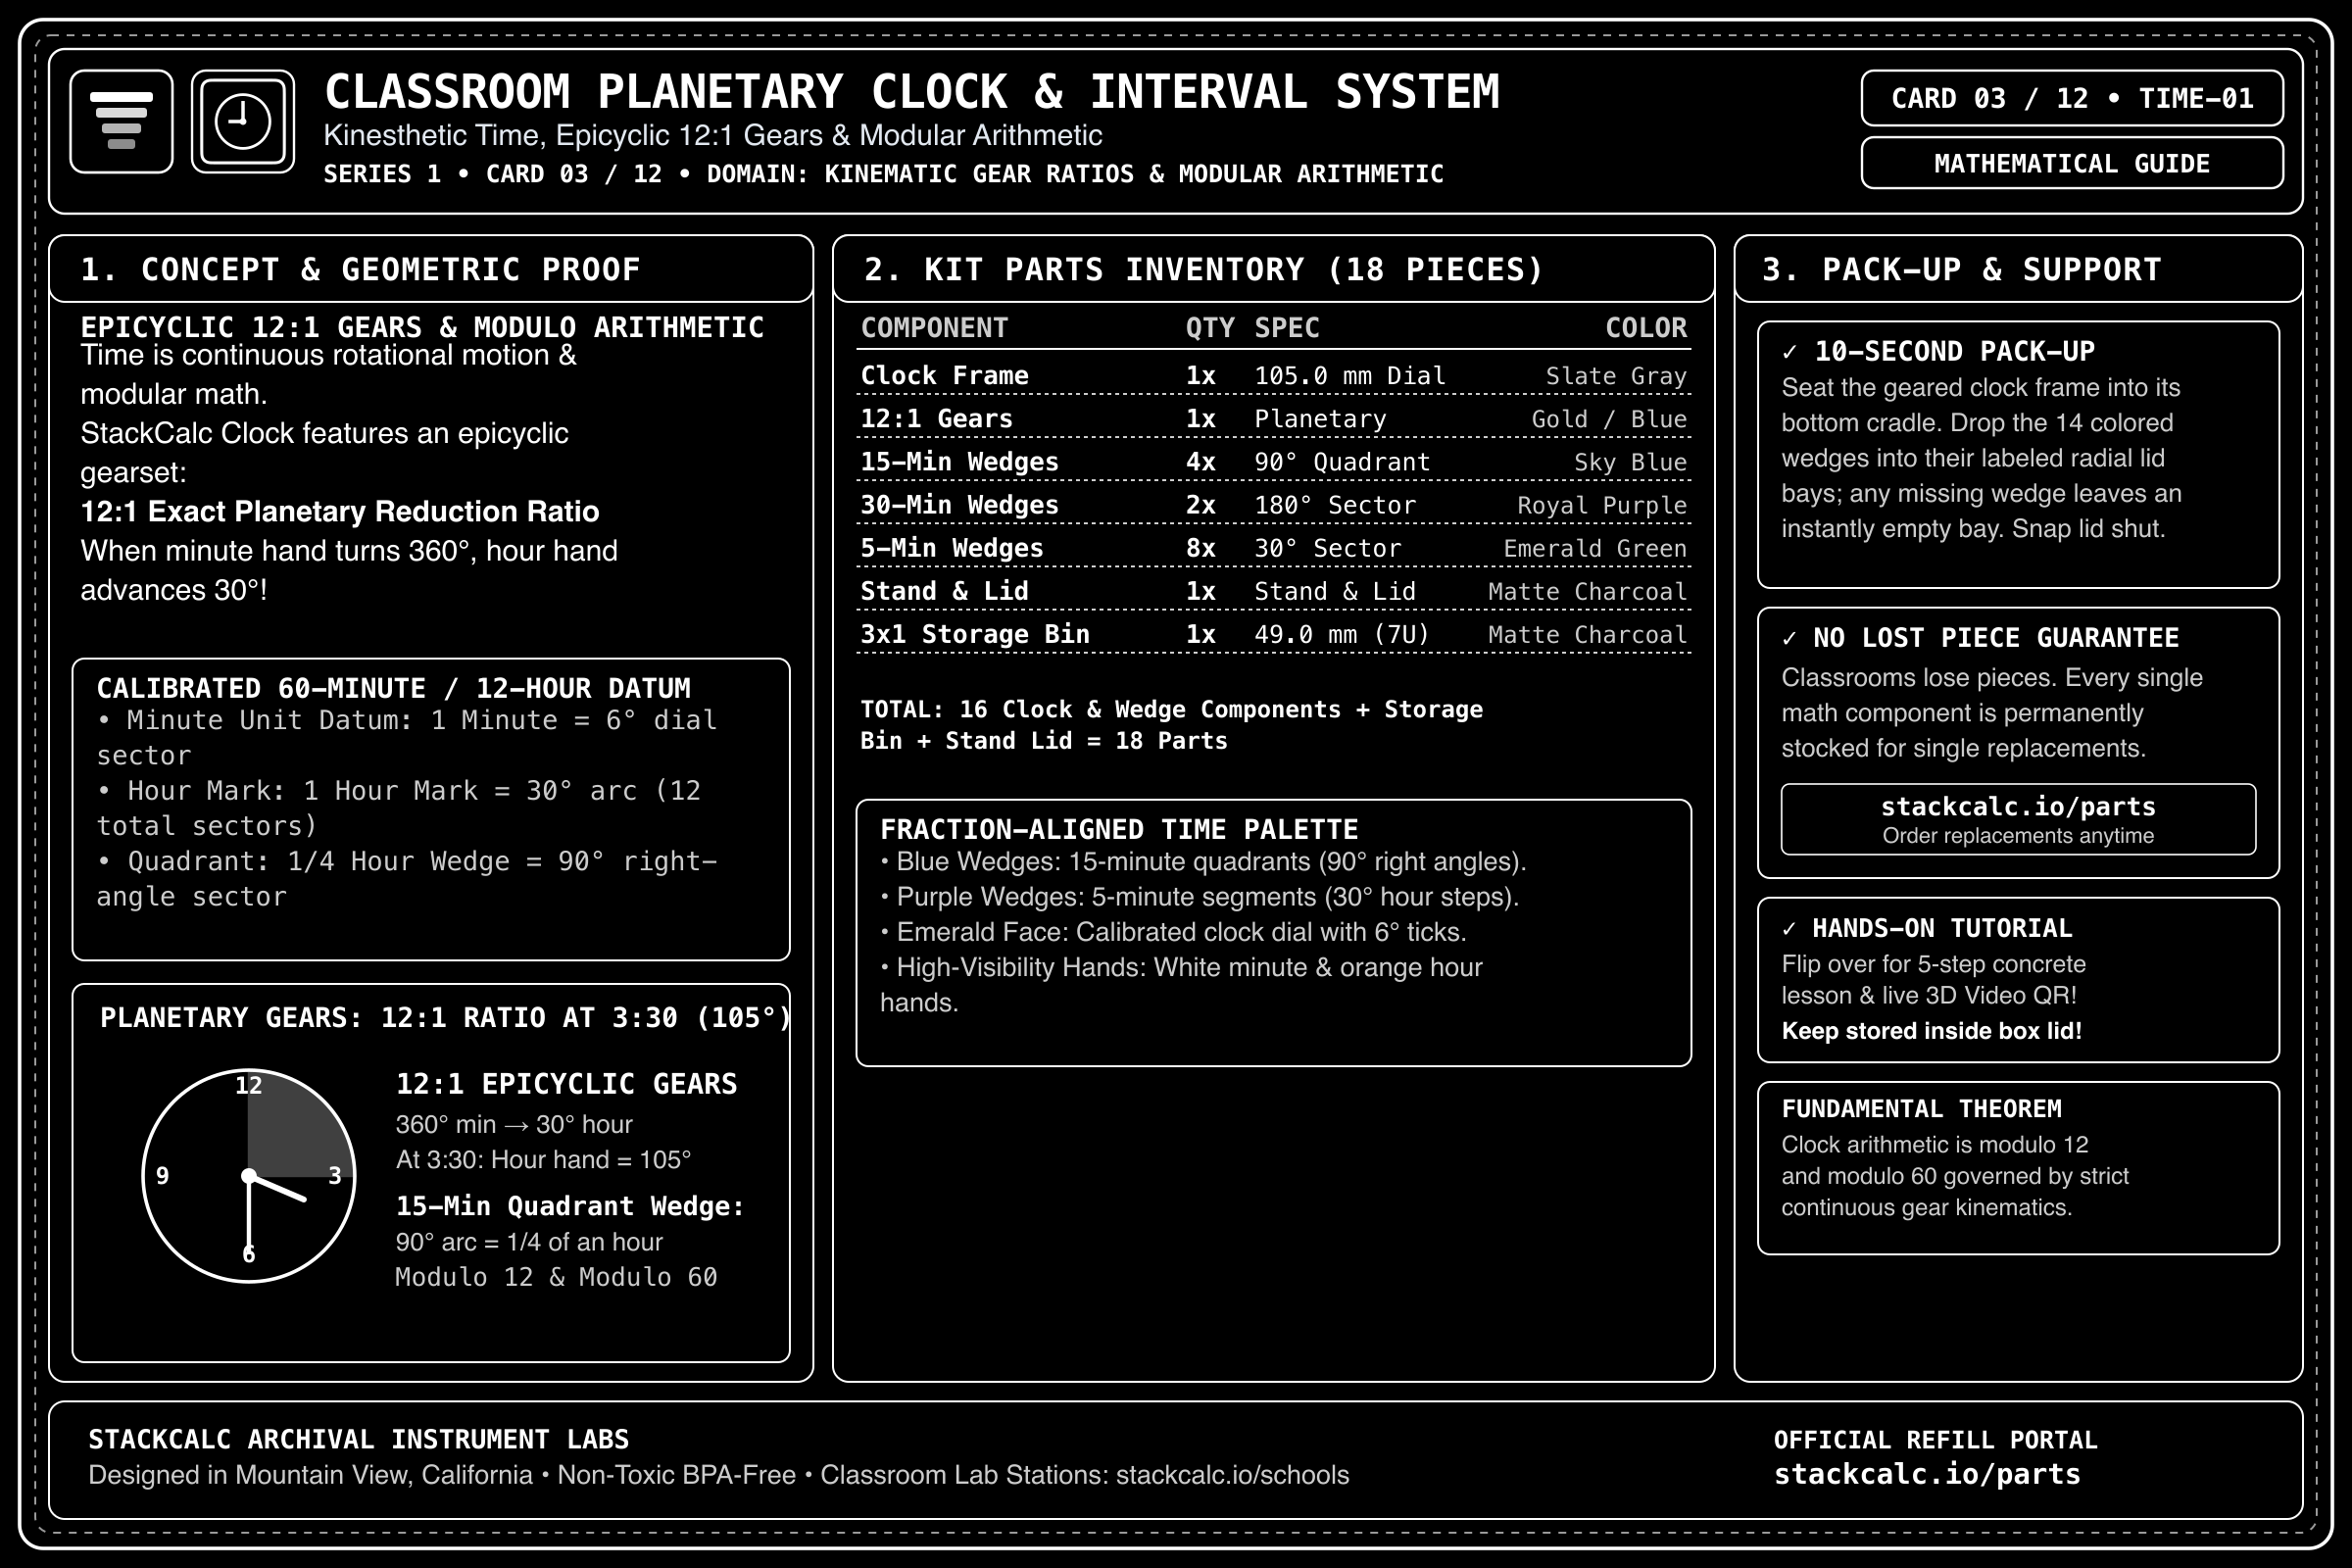 CLASSROOM PLANETARY CLOCK & INTERVAL SYSTEM
Kinesthetic Time, Epicyclic 12:1 Gears & Modular Arithmetic
SERIES 1 • CARD 03 / 12 • DOMAIN: KINEMATIC GEAR RATIOS & MODULAR ARITHMETIC
CARD 03 / 12 • TIME-01
MATHEMATICAL GUIDE
1. CONCEPT & GEOMETRIC PROOF
EPICYCLIC 12:1 GEARS & MODULO ARITHMETIC
Time is continuous rotational motion &
modular math.
StackCalc Clock features an epicyclic
gearset:
12:1 Exact Planetary Reduction Ratio
When minute hand turns 360°, hour hand
advances 30°!
CALIBRATED 60-MINUTE / 12-HOUR DATUM
• Minute Unit Datum: 1 Minute = 6° dial
sector
• Hour Mark: 1 Hour Mark = 30° arc (12
total sectors)
• Quadrant: 1/4 Hour Wedge = 90° right-
angle sector
PLANETARY GEARS: 12:1 RATIO AT 3:30 (105°)
12
9
3
6
12:1 EPICYCLIC GEARS
360° min → 30° hour
At 3:30: Hour hand = 105°
15-Min Quadrant Wedge:
90° arc = 1/4 of an hour
Modulo 12 & Modulo 60
2. KIT PARTS INVENTORY (18 PIECES)
COMPONENT QTY SPEC COLOR
Clock Frame 1x 105.0 mm Dial Slate Gray
12:1 Gears 1x Planetary Gold / Blue
15-Min Wedges 4x 90° Quadrant Sky Blue
30-Min Wedges 2x 180° Sector Royal Purple
5-Min Wedges 8x 30° Sector Emerald Green
Stand & Lid 1x Stand & Lid Matte Charcoal
3x1 Storage Bin 1x 49.0 mm (7U) Matte Charcoal
TOTAL: 16 Clock & Wedge Components + Storage
Bin + Stand Lid = 18 Parts
FRACTION-ALIGNED TIME PALETTE
• Blue Wedges: 15-minute quadrants (90° right angles).
• Purple Wedges: 5-minute segments (30° hour steps).
• Emerald Face: Calibrated clock dial with 6° ticks.
• High-Visibility Hands: White minute & orange hour
hands.
3. PACK-UP & SUPPORT
✓ 10-SECOND PACK-UP
Seat the geared clock frame into its
bottom cradle. Drop the 14 colored
wedges into their labeled radial lid
bays; any missing wedge leaves an
instantly empty bay. Snap lid shut.
✓ NO LOST PIECE GUARANTEE
Classrooms lose pieces. Every single
math component is permanently
stocked for single replacements.
stackcalc.io/parts
Order replacements anytime
✓ HANDS-ON TUTORIAL
Flip over for 5-step concrete
lesson & live 3D Video QR!
Keep stored inside box lid!
FUNDAMENTAL THEOREM
Clock arithmetic is modulo 12
and modulo 60 governed by strict
continuous gear kinematics.
STACKCALC ARCHIVAL INSTRUMENT LABS
Designed in Mountain View, California • Non-Toxic BPA-Free • Classroom Lab Stations: stackcalc.io/schools
OFFICIAL REFILL PORTAL
stackcalc.io/parts